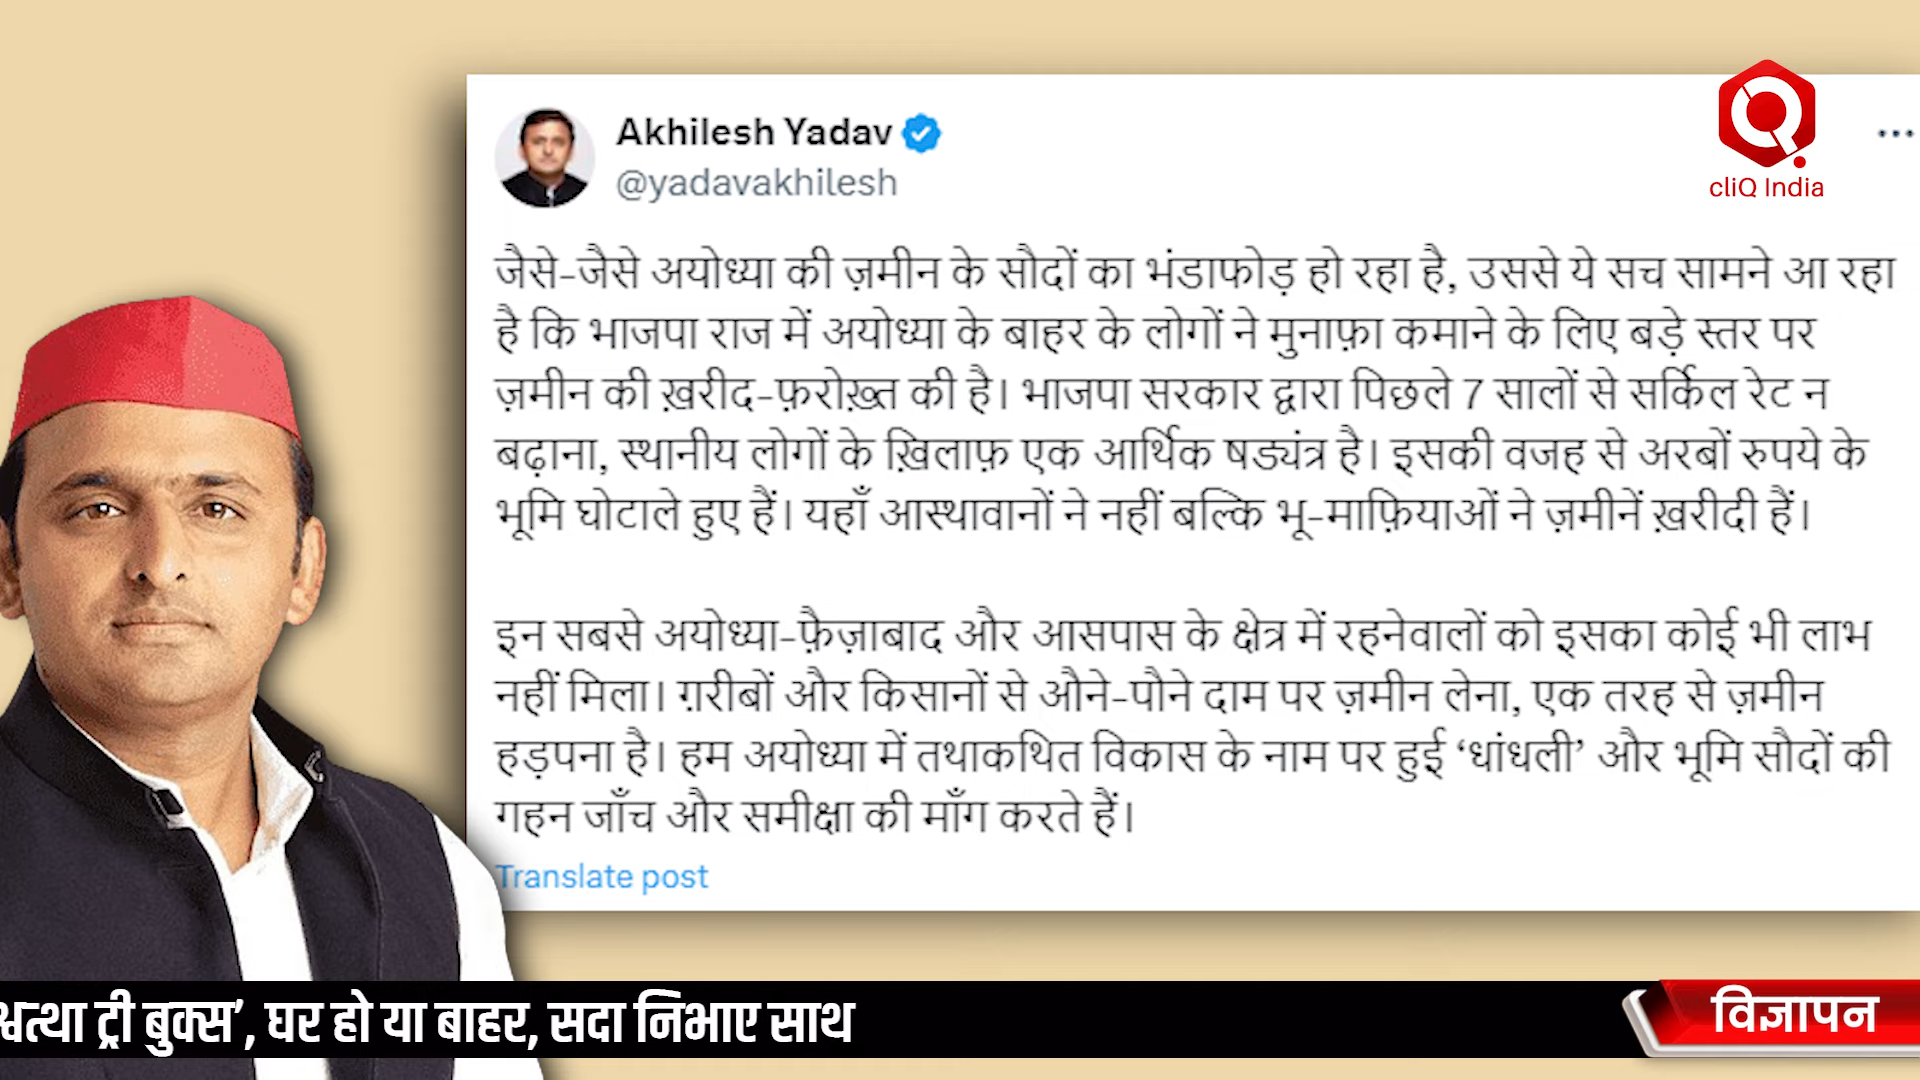 Akhilesh Yadav
@yadavakhilesh
cliQ India
जैसे-जैसे अयोध्या की ज़मीन के सौदों का भंडाफोड़ हो रहा है, उससे ये सच सामने आ रहा
है कि भाजपा राज में अयोध्या के बाहर के लोगों ने मुनाफ़ा कमाने के लिए बड़े स्तर पर
ज़मीन की ख़रीद-फ़रोख़्त की है। भाजपा सरकार द्वारा पिछले 7 सालों से सर्किल रेट न
बढ़ाना, स्थानीय लोगों के ख़िलाफ़ एक आर्थिक षड्यंत्र है। इसकी वजह से अरबों रुपये के
भूमि घोटाले हुए हैं। यहाँ आस्थावानों ने नहीं बल्कि भू-माफ़ियाओं ने ज़मीनें ख़रीदी हैं।
इन सबसे अयोध्या-फ़ैज़ाबाद और आसपास के क्षेत्र में रहनेवालों को इसका कोई भी लाभ
नहीं मिला। ग़रीबों और किसानों से औने-पौने दाम पर ज़मीन लेना, एक तरह से ज़मीन
हड़पना है। हम अयोध्या में तथाकथित विकास के नाम पर हुई ‘धांधली’ और भूमि सौदों की
गहन जाँच और समीक्षा की माँग करते हैं।
Translate post
ट्री बुक्स’, घर हो या बाहर, सदा निभाए साथ
विज्ञापन